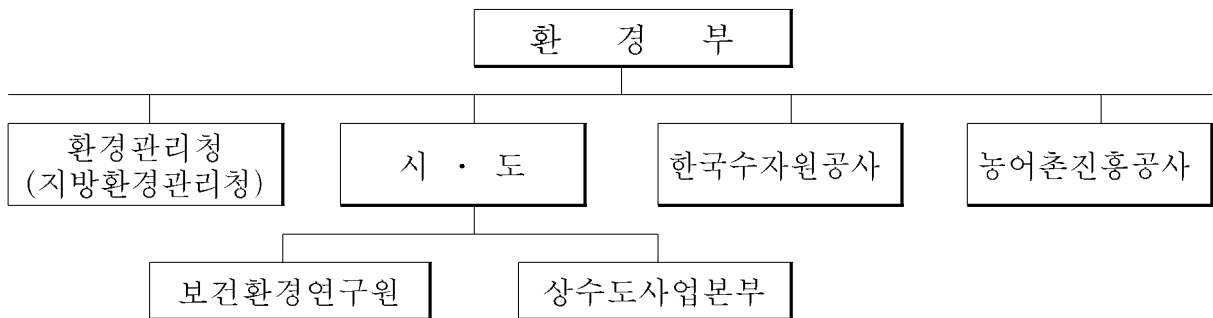 환 경 부
환경관리청
(지방환경관리청)
시 · 도
한국수자원공사
농어촌진흥공사
보건환경연구원
상수도사업본부